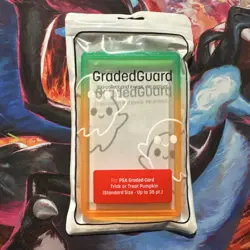 GradedGuard
For PSA Graded Card
Trick or Treat Pumpkin
(Standard Size - Up to 35 pt.)